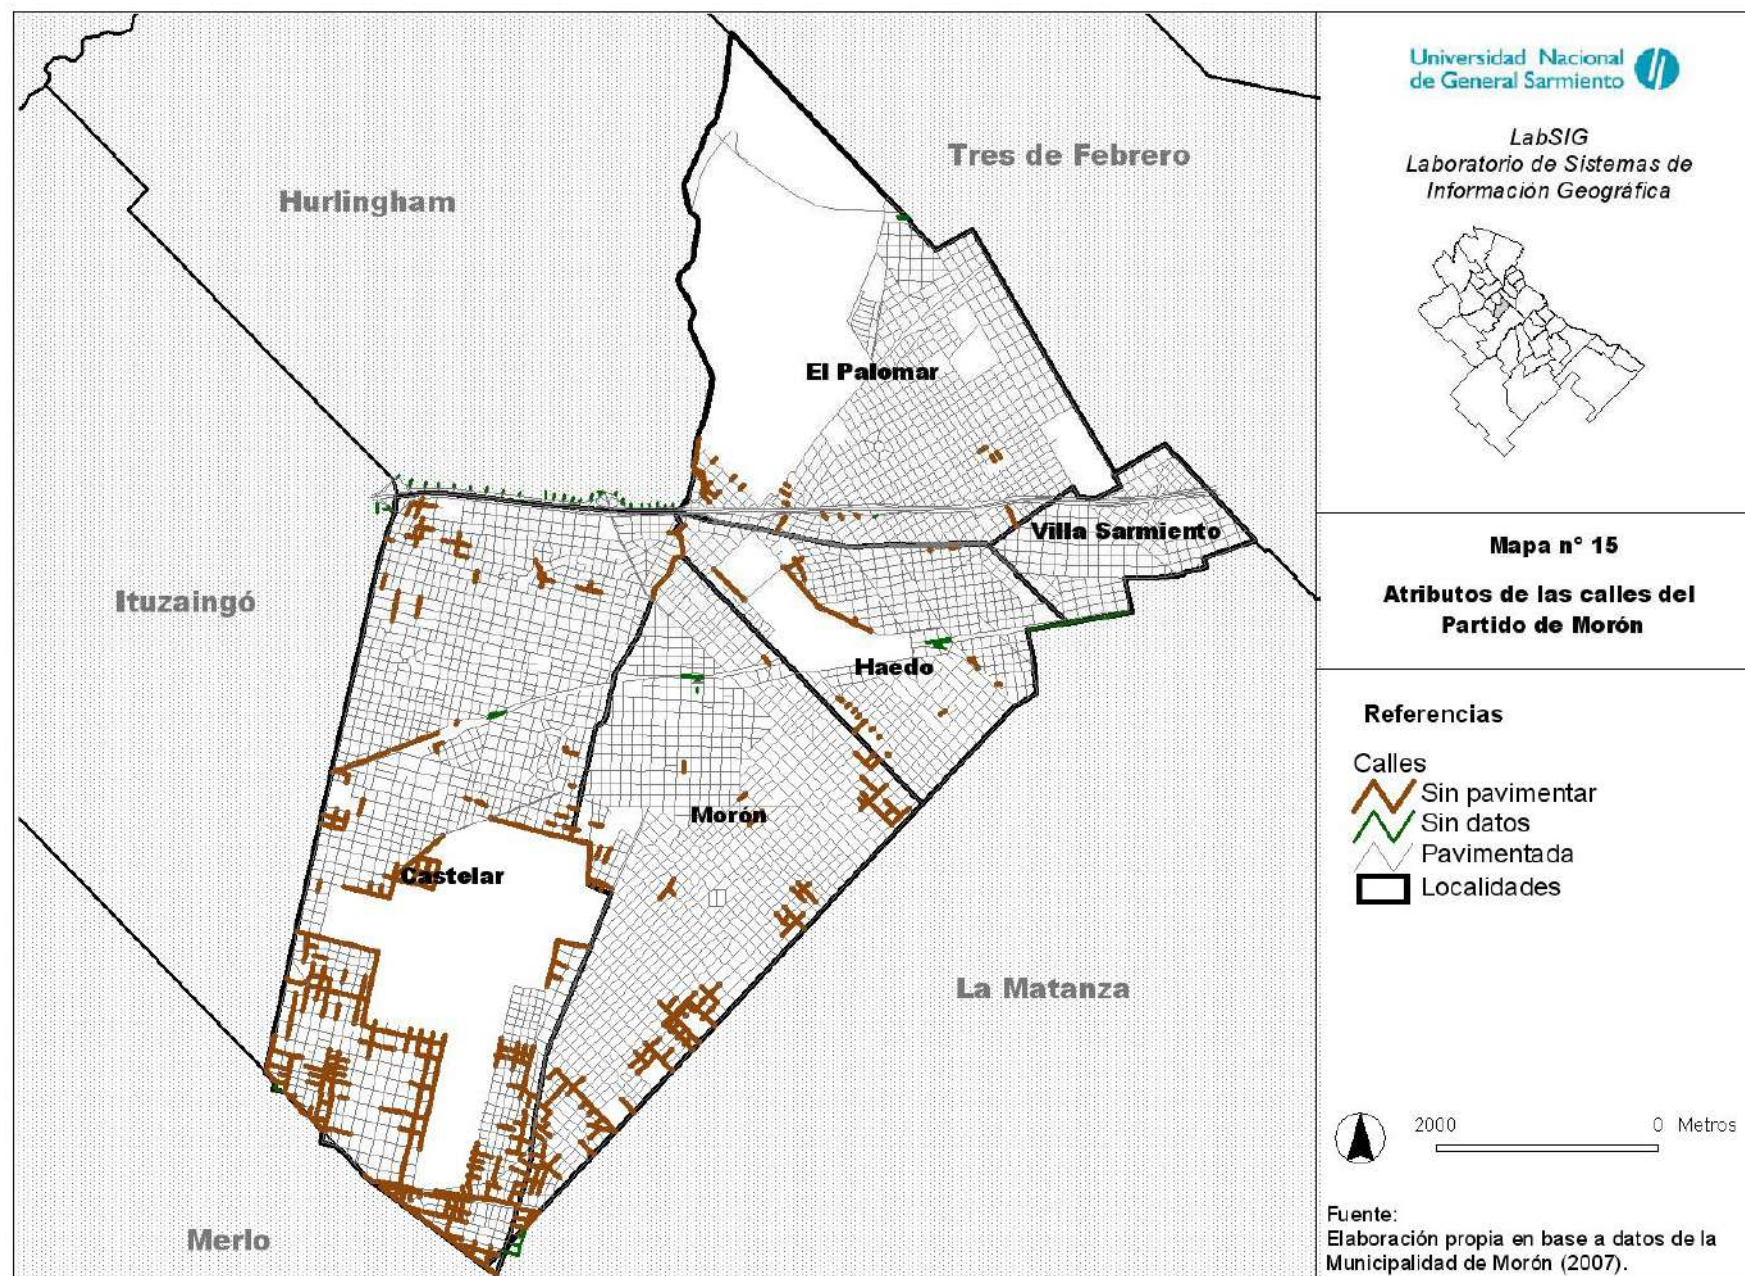 Hurlingham
Tres de Febrero
El Palomar
Villa Sarmiento
Ituzaingó
Haedo
Morón
Castelar
La Matanza
Merlo
Universidad Nacional
de General Sarmiento
LabSIG
Laboratorio de Sistemas de
Información Geográfica
Mapa n° 15
Atributos de las calles del
Partido de Morón
Referencias
Calles
Sin pavimentar
Sin datos
Pavimentada
Localidades
2000 0 Metros
Fuente:
Elaboración propia en base a datos de la
Municipalidad de Morón (2007).